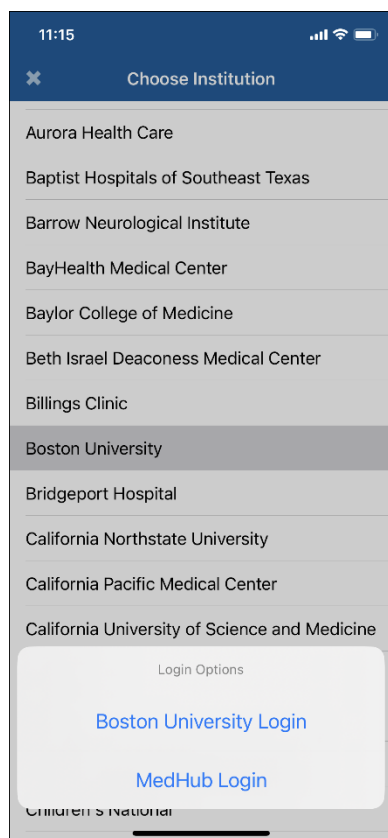 11:15
Choose Institution
Aurora Health Care
Baptist Hospitals of Southeast Texas
Barrow Neurological Institute
BayHealth Medical Center
Baylor College of Medicine
Beth Israel Deaconess Medical Center
Billings Clinic
Boston University
Bridgeport Hospital
California Northstate University
California Pacific Medical Center
California University of Science and Medicine
Login Options
Boston University Login
MedHub Login
Children's National